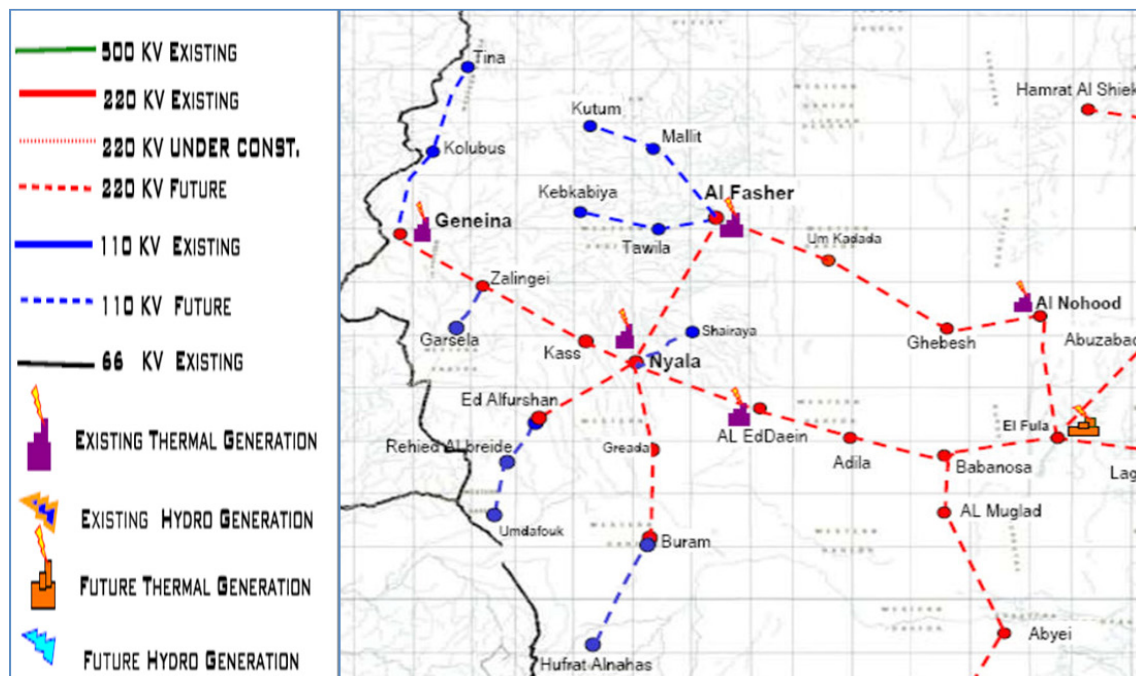 500 KV EXISTING
220 KV EXISTING
220 KV UNDER CONST.
220 KV FUTURE
110 KV EXISTING
110 KV FUTURE
66 KV EXISTING
EXISTING THERMAL GENERATION
EXISTING HYDRO GENERATION
FUTURE THERMAL GENERATION
FUTURE HYDRO GENERATION
Tina
Hamrat Al Shiek
Kutum
Mallit
Kolubus
Kebkabiya
Al Fasher
Geneina
Tawila
Um Kadada
Zalingei
Al Nohood
Garsela
Shairaya
Kass
Ghebesh
Abuzabad
Nyala
Ed Alfurshan
AL EdDaein
El Fula
Rehied Al breide
Greada
Adila
Babanosa
Lag
Umdafouk
AL Muglad
Buram
Abyei
Hufrat Alnahas